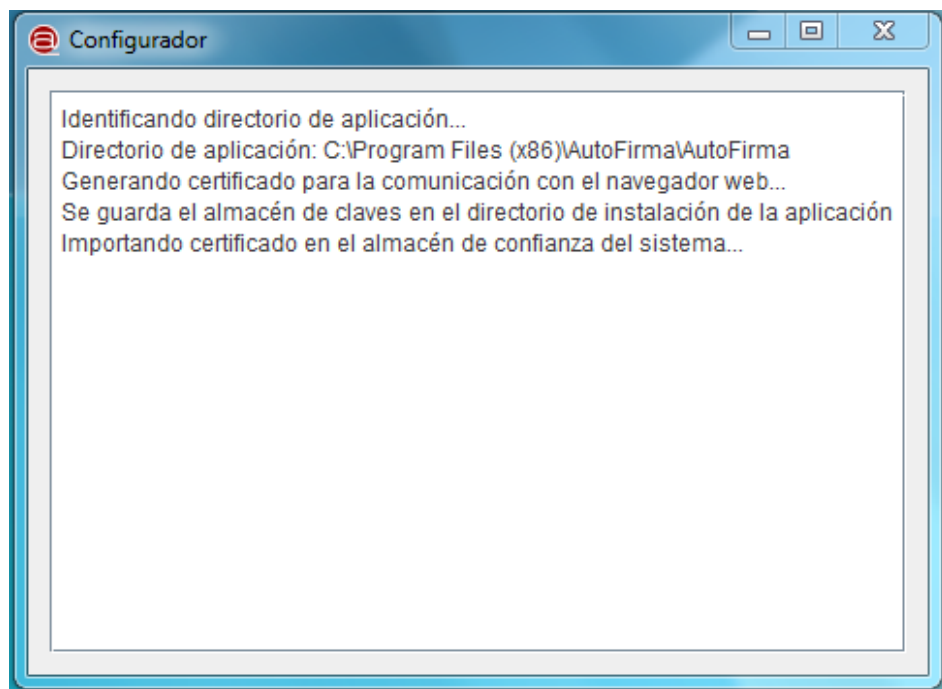 Configurador
Identificando directorio de aplicación...
Directorio de aplicación: C:\Program Files (x86)\AutoFirma\AutoFirma
Generando certificado para la comunicación con el navegador web...
Se guarda el almacén de claves en el directorio de instalación de la aplicación
Importando certificado en el almacén de confianza del sistema...